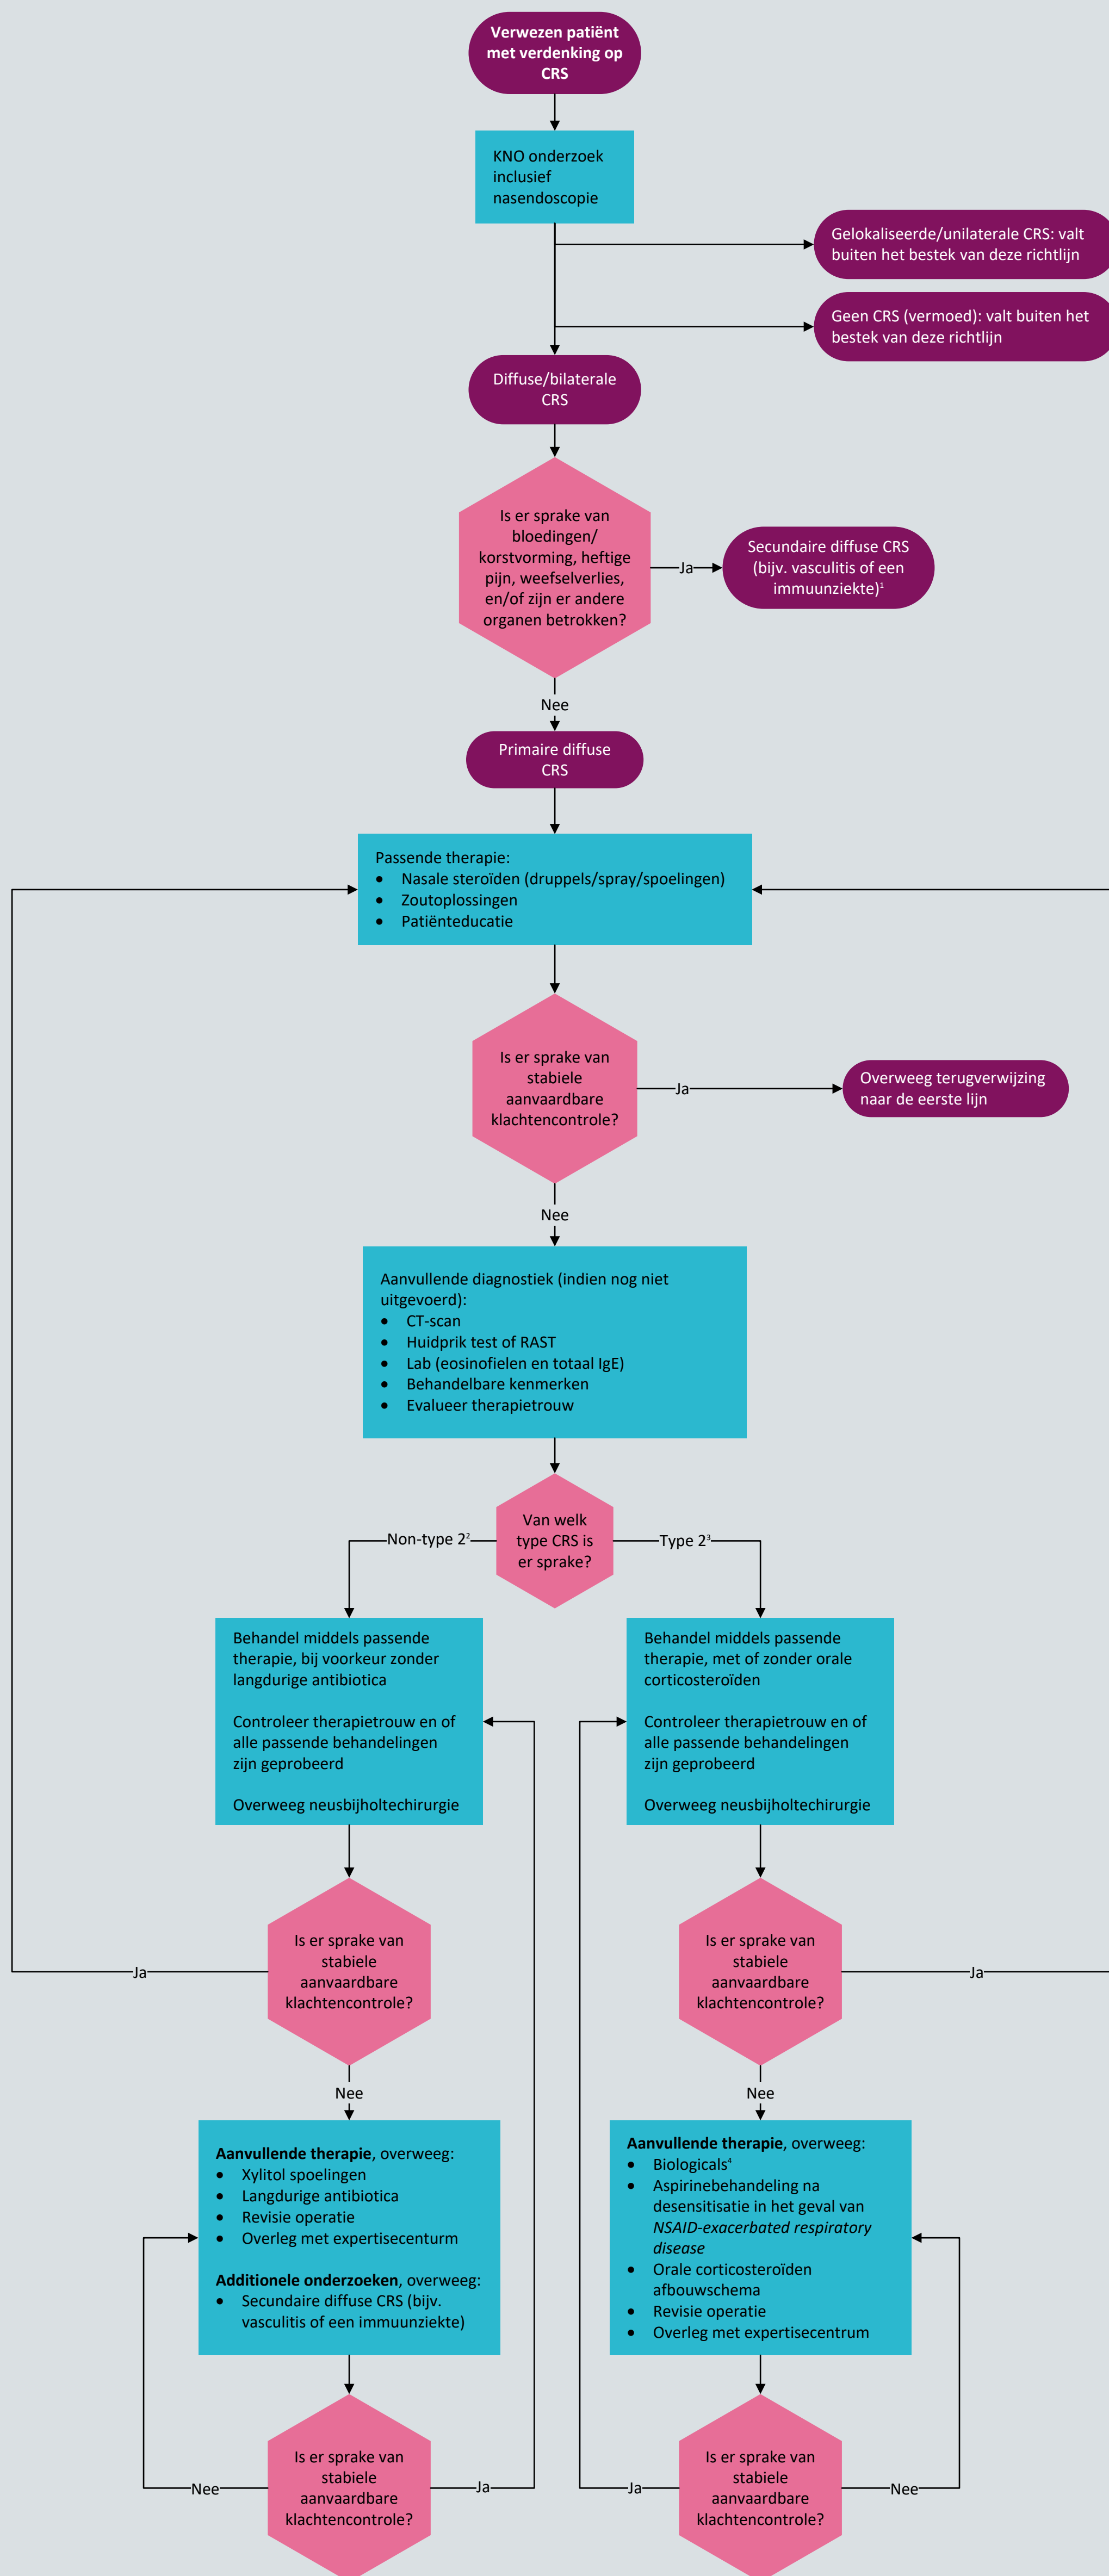 Verwezen patiënt
met verdenking op
CRS
KNO onderzoek
inclusief
nasendoscopie
Gelokaliseerde/unilaterale CRS: valt
buiten het bestek van deze richtlijn
Geen CRS (vermoed): valt buiten het
bestek van deze richtlijn
Diffuse/bilaterale
CRS
Is er sprake van
bloedingen/
korstvorming, heftige
pijn, weefselverlies,
en/of zijn er andere
organen betrokken?
Ja
Secundaire diffuse CRS
(bijv. vasculitis of een
immuunziekte)¹
Nee
Primaire diffuse
CRS
Passende therapie:
• Nasale steroïden (druppels/spray/spoelingen)
• Zoutoplossingen
• Patiënteducatie
Is er sprake van
stabiele
aanvaardbare
klachtencontrole?
Ja
Overweeg terugverwijzing
naar de eerste lijn
Nee
Aanvullende diagnostiek (indien nog niet
uitgevoerd):
• CT-scan
• Huidprik test of RAST
• Lab (eosinofielen en totaal IgE)
• Behandelbare kenmerken
• Evalueer therapietrouw
Van welk
type CRS is
er sprake?
Non-type 2²
Type 2³
Behandel middels passende
therapie, bij voorkeur zonder
langdurige antibiotica
Controleer therapietrouw en of
alle passende behandelingen
zijn geprobeerd
Overweeg neusbijholtechirurgie
Behandel middels passende
therapie, met of zonder orale
corticosteroïden
Controleer therapietrouw en of
alle passende behandelingen
zijn geprobeerd
Overweeg neusbijholtechirurgie
Is er sprake van
stabiele
aanvaardbare
klachtencontrole?
Ja
Nee
Is er sprake van
stabiele
aanvaardbare
klachtencontrole?
Ja
Nee
Aanvullende therapie, overweeg:
• Xylitol spoelingen
• Langdurige antibiotica
• Revisie operatie
• Overleg met expertisecenturm
Additionele onderzoeken, overweeg:
• Secundaire diffuse CRS (bijv.
vasculitis of een immuunziekte)
Aanvullende therapie, overweeg:
• Biologicals⁴
• Aspirinebehandeling na
desensitisatie in het geval van
NSAID-exacerbated respiratory
disease
• Orale corticosteroïden
afbouwschema
• Revisie operatie
• Overleg met expertisecentrum
Is er sprake van
stabiele
aanvaardbare
klachtencontrole?
Nee
Ja
Is er sprake van
stabiele
aanvaardbare
klachtencontrole?
Ja
Nee